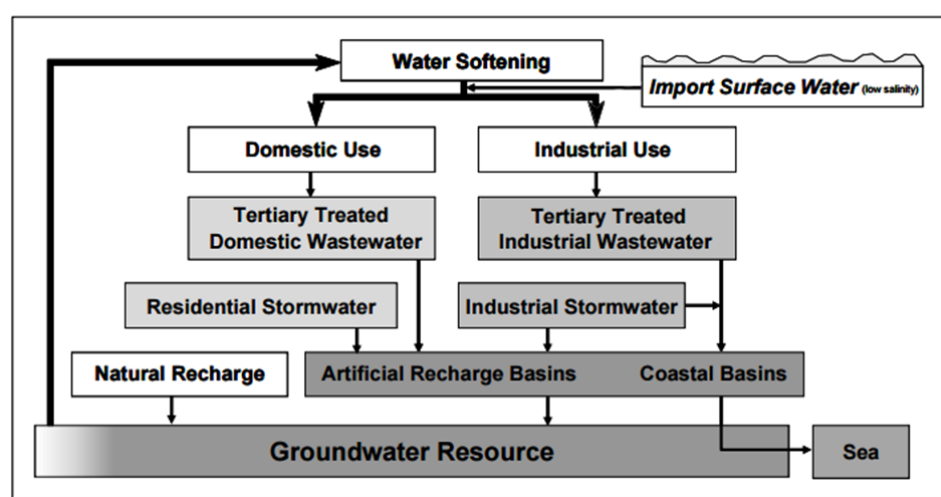 Water Softening
Import Surface Water (low salinity)
Domestic Use
Industrial Use
Tertiary Treated
Domestic Wastewater
Tertiary Treated
Industrial Wastewater
Residential Stormwater
Industrial Stormwater
Natural Recharge
Artificial Recharge Basins
Coastal Basins
Groundwater Resource
Sea